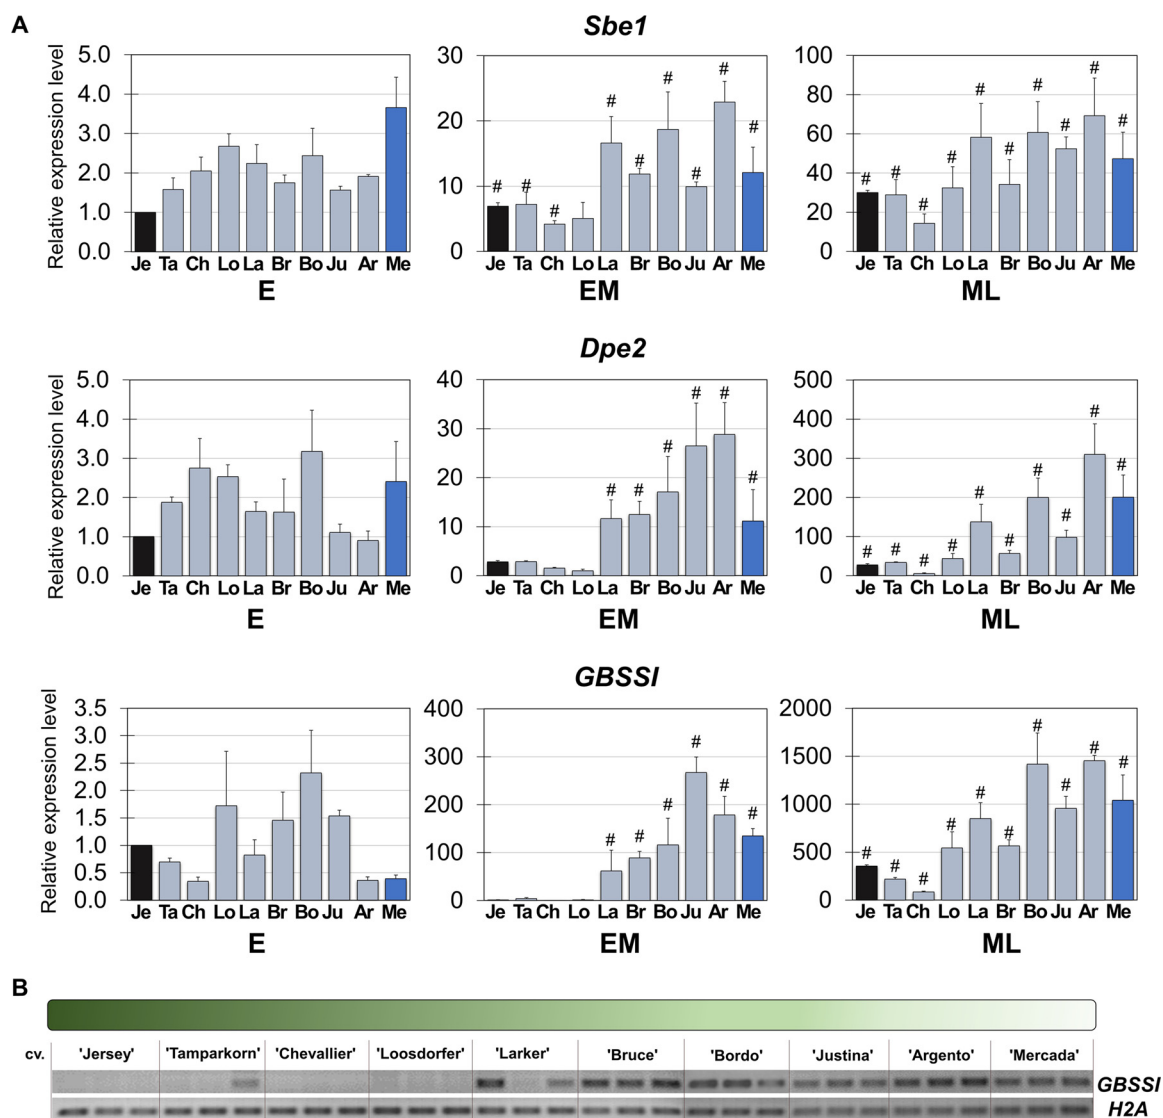 A
Sbe1
Relative expression level
5.0
4.0
3.0
2.0
1.0
0.0
Je Ta Ch Lo La Br Bo Ju Ar Me
E
30
20
10
0
# # # # # # # # #
Je Ta Ch Lo La Br Bo Ju Ar Me
EM
100
80
60
40
20
0
# # # # # # # # # #
Je Ta Ch Lo La Br Bo Ju Ar Me
ML
Dpe2
Relative expression level
5.0
4.0
3.0
2.0
1.0
0.0
Je Ta Ch Lo La Br Bo Ju Ar Me
E
40
30
20
10
0
# # # # # #
Je Ta Ch Lo La Br Bo Ju Ar Me
EM
500
400
300
200
100
0
# # # # # # # # # #
Je Ta Ch Lo La Br Bo Ju Ar Me
ML
GBSSI
Relative expression level
3.5
3.0
2.5
2.0
1.5
1.0
0.5
0.0
Je Ta Ch Lo La Br Bo Ju Ar Me
E
400
300
200
100
0
# # # # # #
Je Ta Ch Lo La Br Bo Ju Ar Me
EM
2000
1500
1000
500
0
# # # # # # # # # #
Je Ta Ch Lo La Br Bo Ju Ar Me
ML
B
cv. 'Jersey' 'Tamparkorn' 'Chevallier' 'Loosdorfer' 'Larker' 'Bruce' 'Bordo' 'Justina' 'Argento' 'Mercada'
GBSSI
H2A